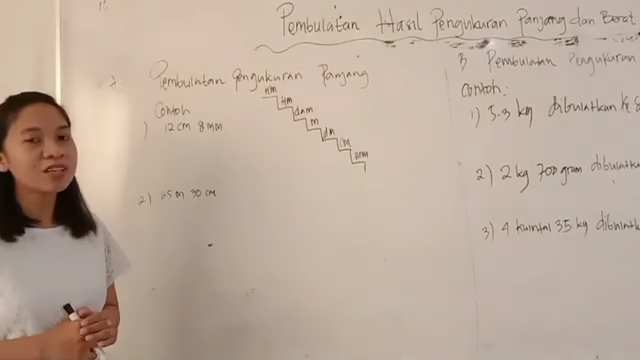 Pembulatan Hasil Pengukuran Panjang dan Berat
Pembulatan Pengukuran Panjang
Contoh
1) 12 cm 8 mm
2) 25 m 30 cm
Km
Hm
dam
m
dm
cm
mm
B Pembulatan Pengukuran
Contoh:
1) 5.3 kg dibulatkan ke
2) 2 kg 700 gram dibulatka
3) 4 kuintal 35 kg dibulatk